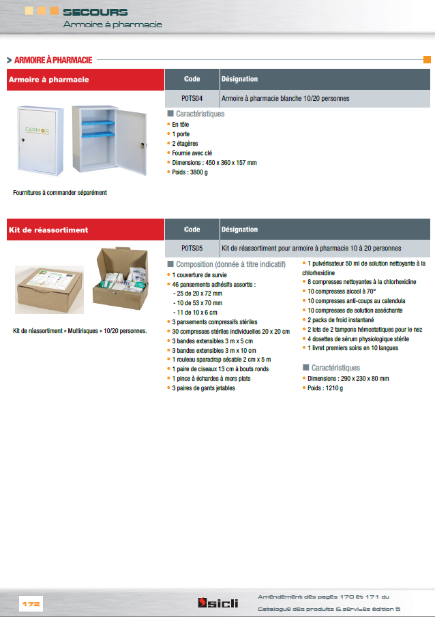 SECOURS
Armoire à pharmacie
> ARMOIRE À PHARMACIE
Armoire à pharmacie
Code
Désignation
POTS04
Armoire à pharmacie blanche 10/20 personnes
Caractéristiques
• En tôle
• 1 porte
• 2 étagères
• Fournie avec clé
• Dimensions : 450 x 360 x 157 mm
• Poids : 3800 g
Fournitures à commander séparément
Kit de réassortiment
Code
Désignation
POTS05
Kit de réassortiment pour armoire à pharmacie 10 à 20 personnes
Kit de réassortiment « Multirisques » 10/20 personnes.
Composition (donnée à titre indicatif)
• 1 couverture de survie
• 46 pansements adhésifs assortis :
- 25 de 20 x 72 mm
- 10 de 53 x 70 mm
- 11 de 10 x 6 cm
• 3 pansements compressifs stériles
• 30 compresses stériles individuelles 20 x 20 cm
• 3 bandes extensibles 3 m x 5 cm
• 3 bandes extensibles 3 m x 10 cm
• 1 rouleau sparadrap sécable 2 cm x 5 m
• 1 paire de ciseaux 13 cm à bouts ronds
• 1 pince à échardes à mors plats
• 3 paires de gants jetables
• 1 pulvérisateur 50 ml de solution nettoyante à la
chlorhexidine
• 8 compresses nettoyantes à la chlorhexidine
• 10 compresses alcool à 70°
• 10 compresses anti-coups au calendula
• 10 compresses de solution asséchante
• 2 packs de froid instantané
• 2 lots de 2 tampons hémostatiques pour le nez
• 4 dosettes de sérum physiologique stérile
• 1 livret premiers soins en 10 langues
Caractéristiques
• Dimensions : 290 x 230 x 80 mm
• Poids : 1210 g
172
sicli
Amendement des pages 170 et 171 du
Catalogue des produits & services édition 5